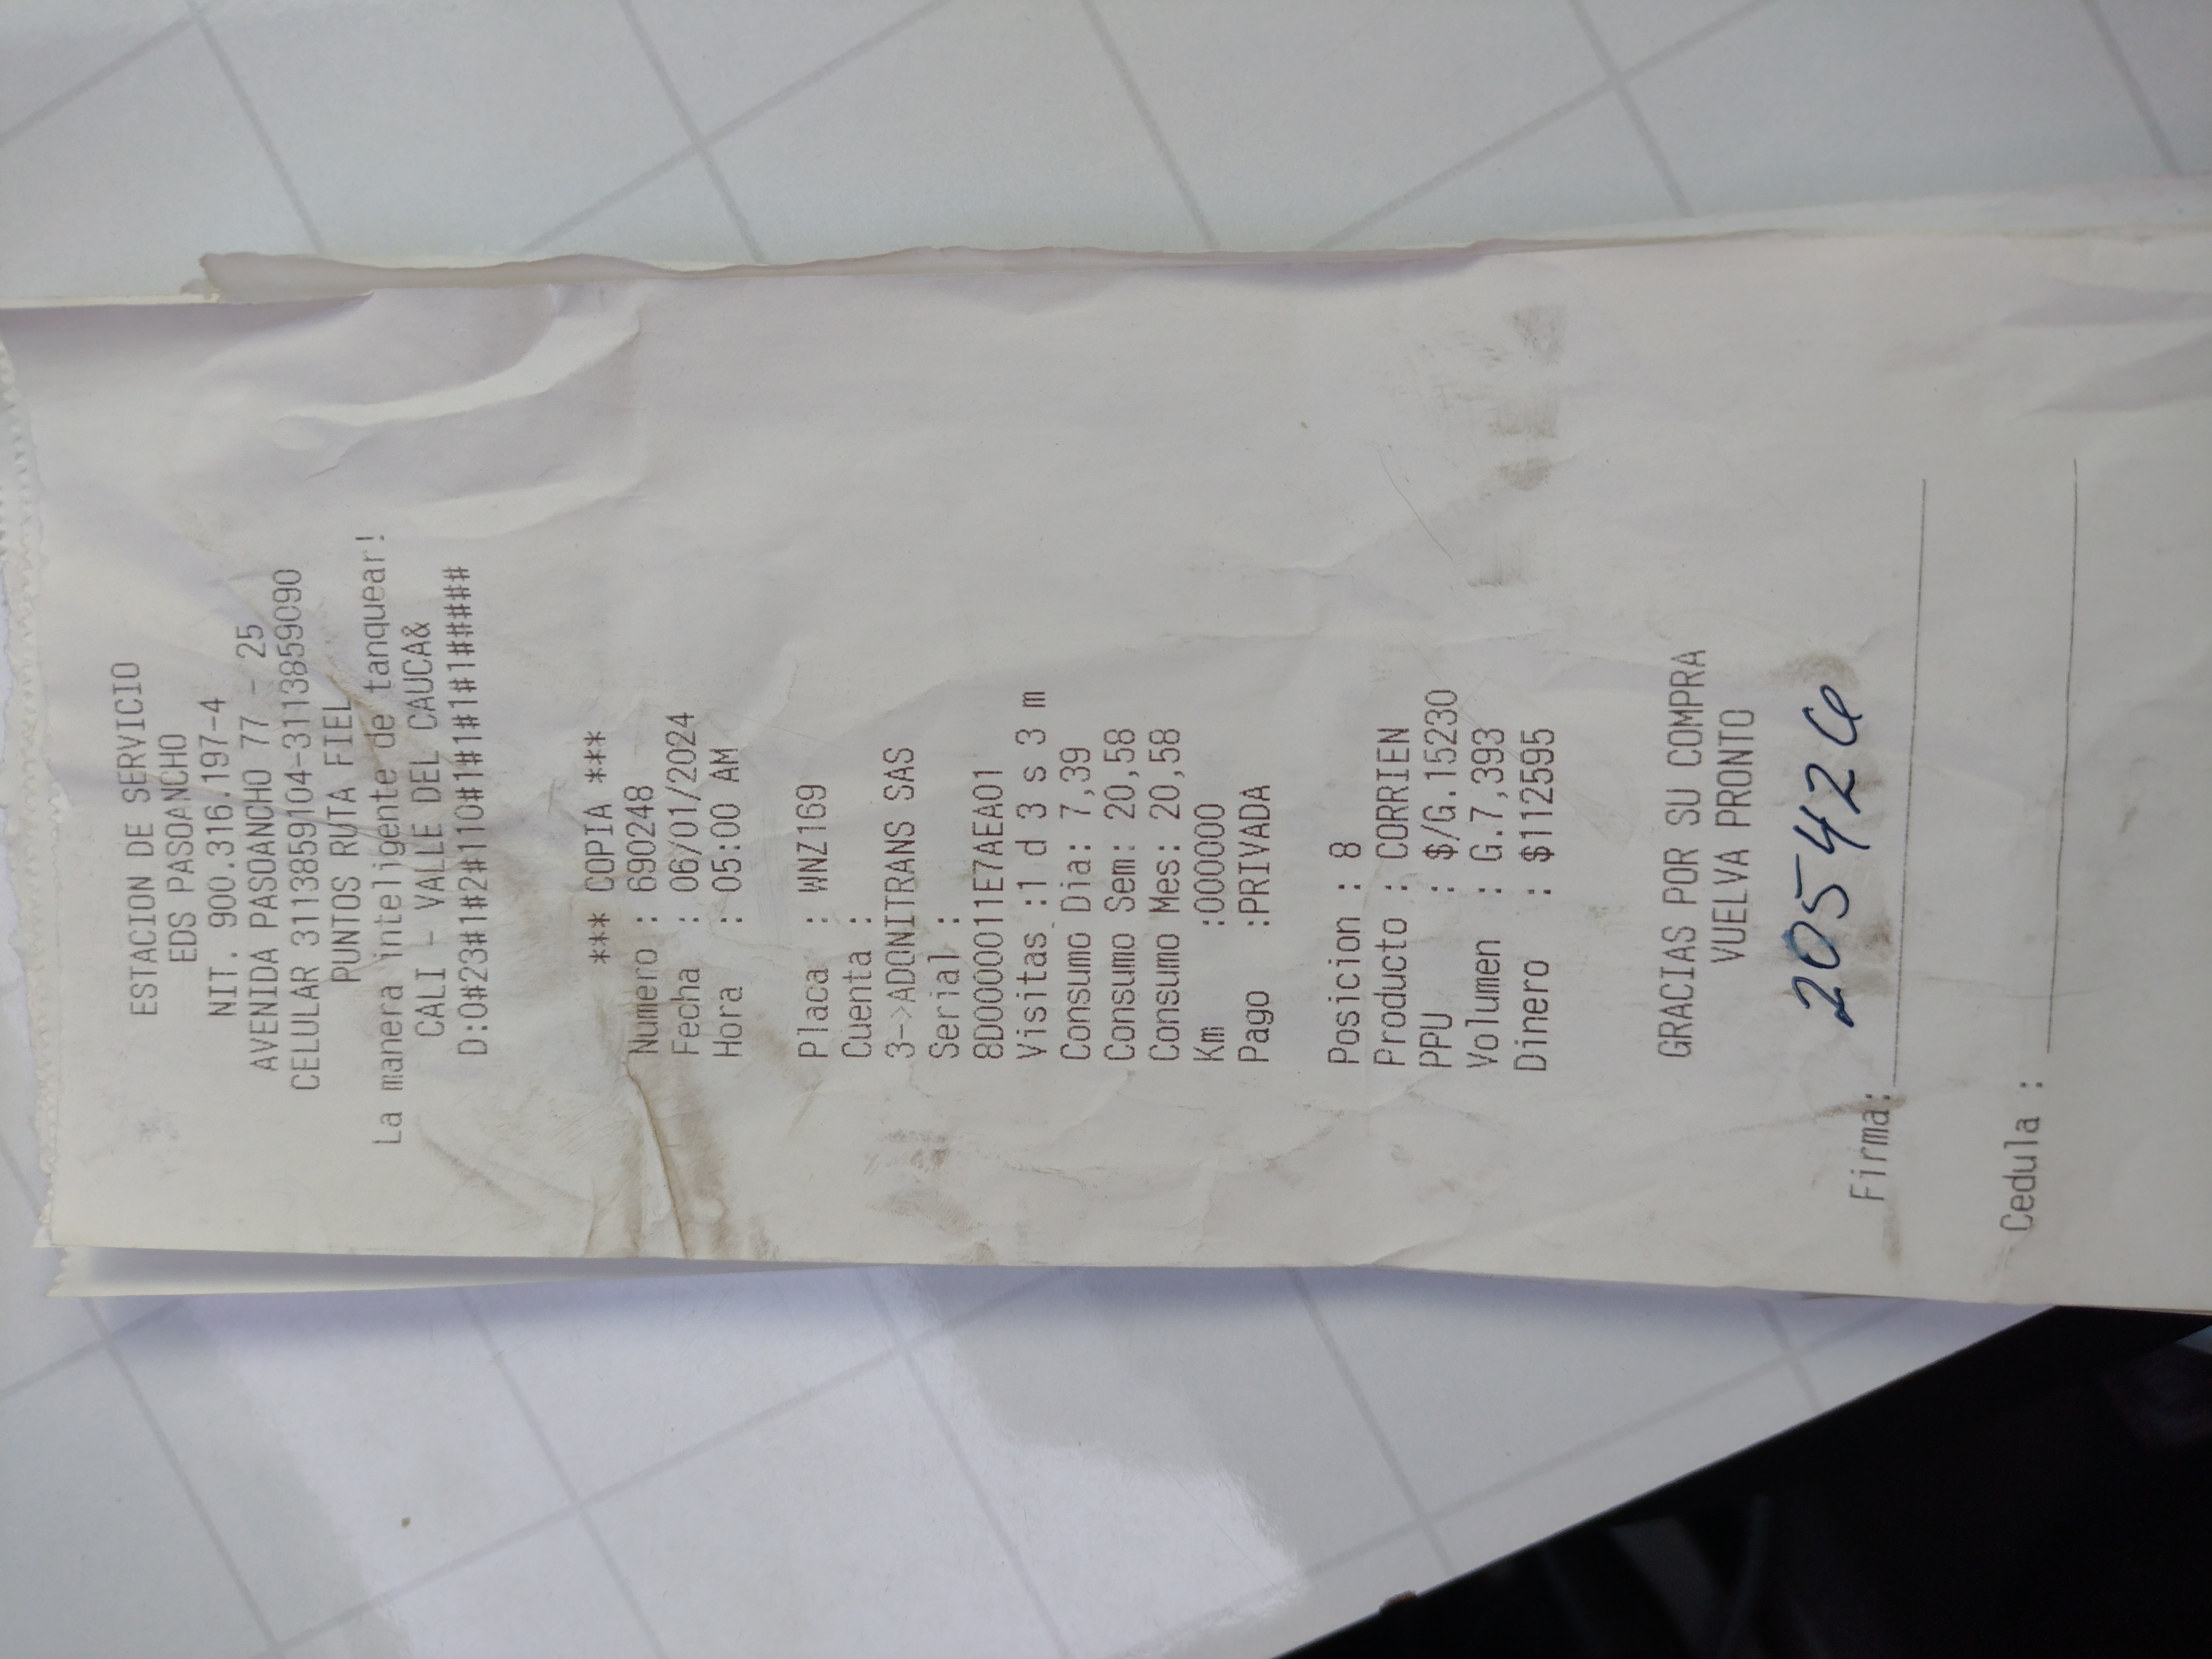 ESTACION DE SERVICIO
EDS PASOANCHO
NIT. 900.316.197-4
AVENIDA PASOANCHO 77 - 25
CELULAR 3113859104-3113859090
PUNTOS RUTA FIEL
La manera inteligente de tanquear!
CALI - VALLE DEL CAUCA&
D:0#23#1#2#110#1#1#1#1#####
*** COPIA ***
Numero : 690248
Fecha : 06/01/2024
Hora : 05:00 AM
Placa : WNZ169
Cuenta :
3->ADONITRANS SAS
Serial :
8D000011E7AEA01
Visitas :1 d 3 s 3 m
Consumo Dia: 7,39
Consumo Sem: 20,58
Consumo Mes: 20,58
Km :000000
Pago :PRIVADA
Posicion : 8
Producto : CORRIEN
PPU : $/G.15230
Volumen : G.7,393
Dinero : $112595
GRACIAS POR SU COMPRA
VUELVA PRONTO
Firma:
Cedula :